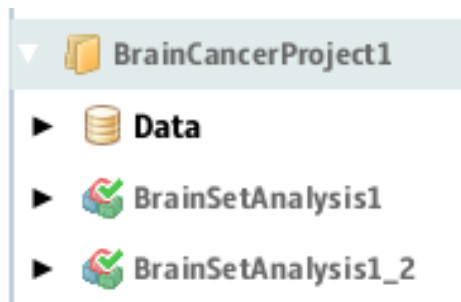 BrainCancerProject1
Data
BrainSetAnalysis1
BrainSetAnalysis1_2